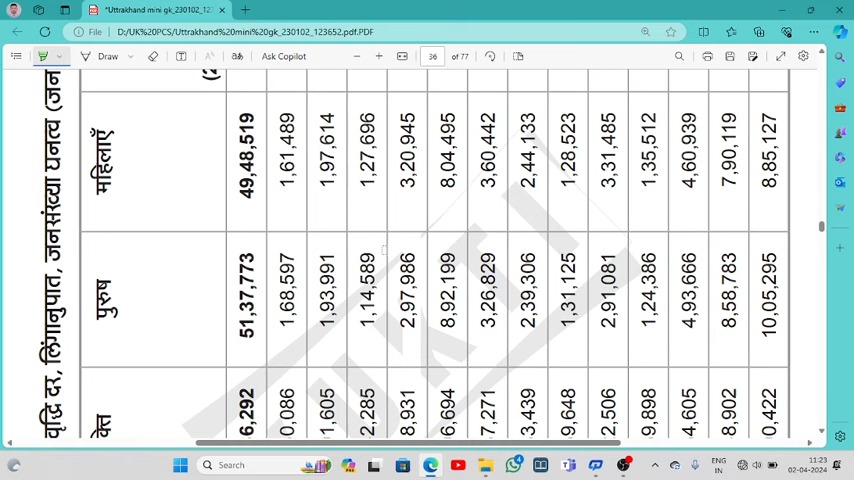 *Uttrakhand mini gk_230102_123
File
D:/UK%20PCS/Uttrakhand%20mini%20gk_230102_123652.pdf.PDF
Draw
Ask Copilot
36 of 77
वृद्धि दर, लिंगानुपात, जनसंख्या घनत्व (जन
महिलाएँ 49,48,519 1,61,489 1,97,614 1,27,696 3,20,945 8,04,495 3,60,442 2,44,133 1,28,523 3,31,485 1,35,512 4,60,939 7,90,119 8,85,127
पुरुष 51,37,773 1,68,597 1,93,991 1,14,589 2,97,986 8,92,199 3,26,829 2,39,306 1,31,125 2,91,081 1,24,386 4,93,666 8,58,783 10,05,295
क्ति 6,292 0,086 1,605 2,285 8,931 6,694 7,271 3,439 9,648 2,506 9,898 4,605 8,902 0,422
UKTI
Search
4
ENG
IN
11:23
02-04-2024